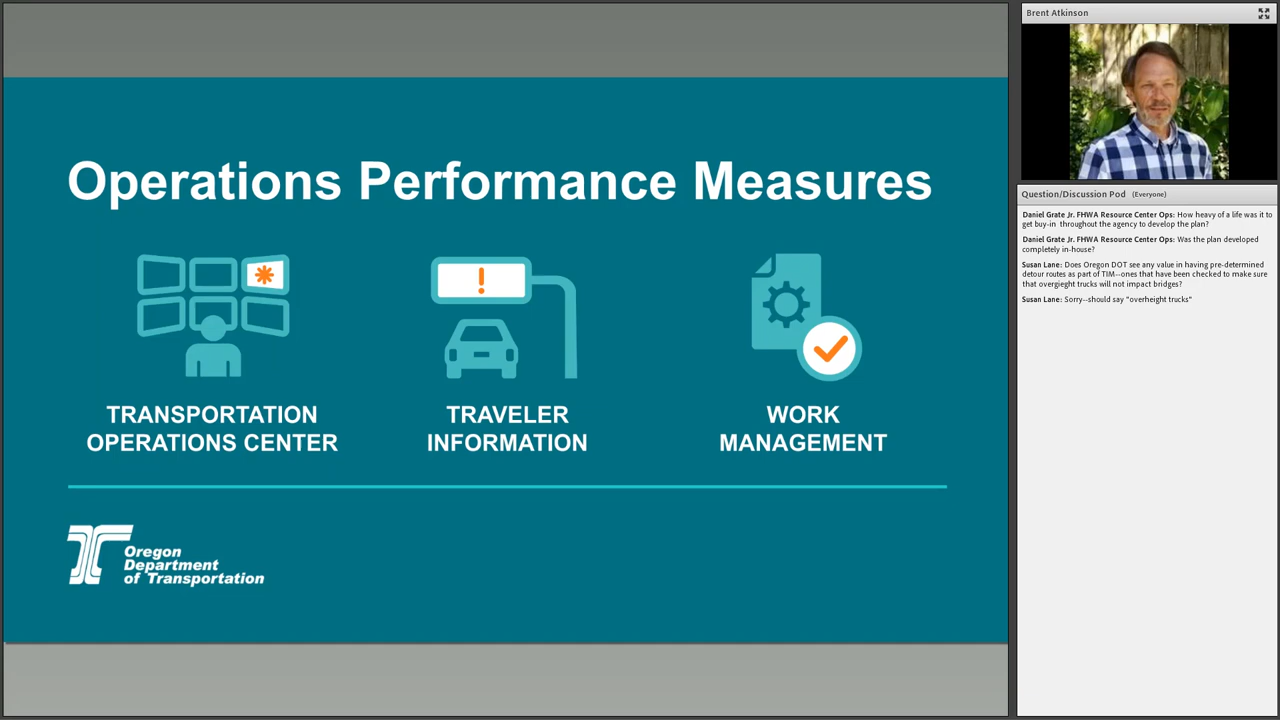 Operations Performance Measures
!
TRANSPORTATION
OPERATIONS CENTER
TRAVELER
INFORMATION
WORK
MANAGEMENT
Oregon
Department
of Transportation
Brent Atkinson
Question/Discussion Pod (Everyone)
Daniel Grate Jr. FHWA Resource Center Ops: How heavy of a life was it to
get buy-in throughout the agency to develop the plan?
Daniel Grate Jr. FHWA Resource Center Ops: Was the plan developed
completely in-house?
Susan Lane: Does Oregon DOT see any value in having pre-determined
detour routes as part of TIM--ones that have been checked to make sure
that overgieght trucks will not impact bridges?
Susan Lane: Sorry--should say "overheight trucks"